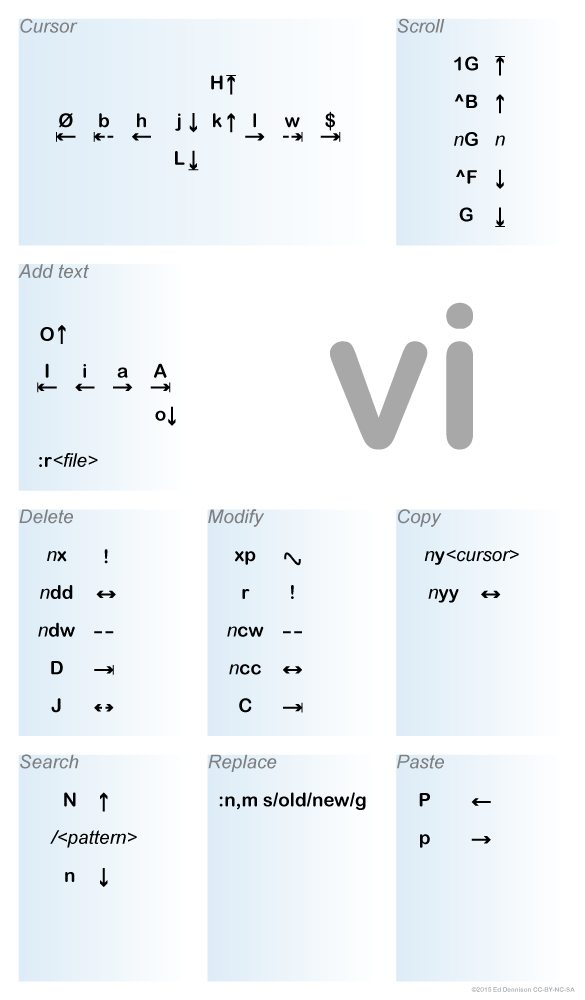 Cursor
H↑
Ø b h j ↓ k ↑ l w $
L↓
Scroll
1G ↑
^B ↑
nG n
^F ↓
G ↓
Add text
O↑
I i a A
o↓
:r<file>
vi
Delete
nx !
ndd ↔
ndw --
D →
J ↔
Modify
xp ~
r !
ncw --
ncc ↔
C →
Copy
ny<cursor>
nyy ↔
Search
N ↑
/<pattern>
n ↓
Replace
:n,m s/old/new/g
Paste
P ←
p →
©2015 Ed Dennison CC-BY-NC-SA